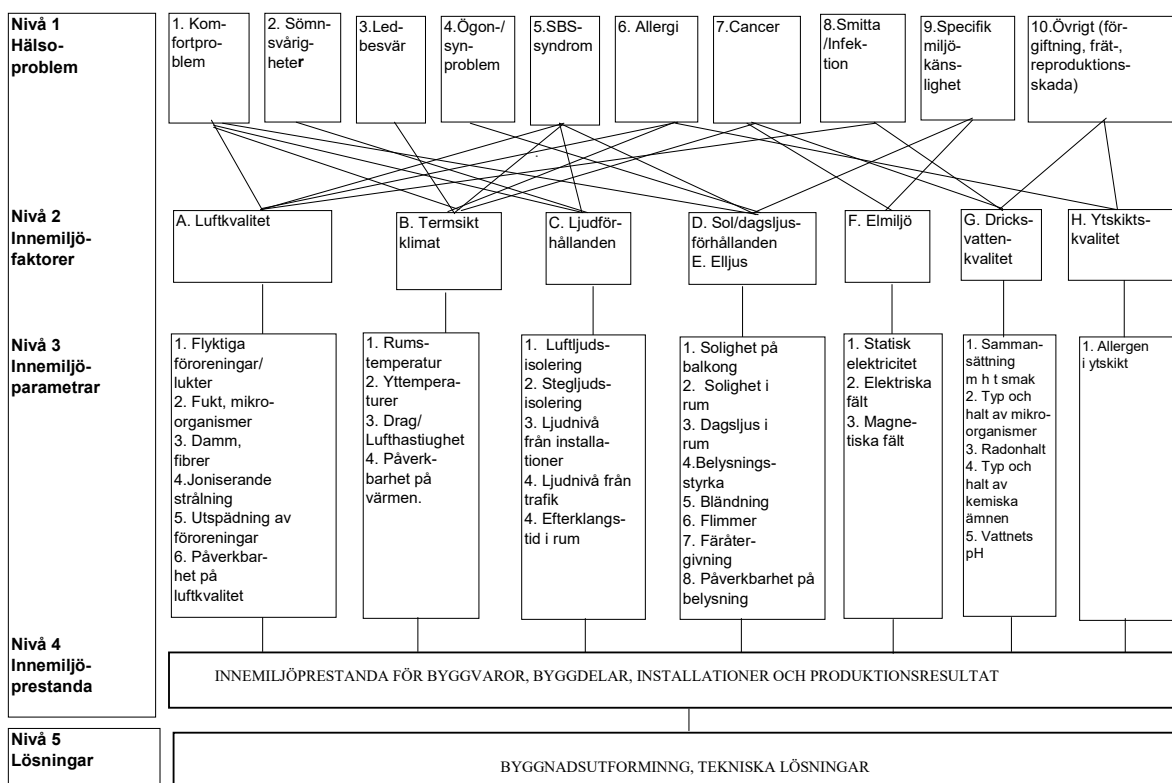 Nivå 1
Hälso-
problem
1. Kom-
fortpro-
blem
2. Sömn-
svårig-
heter
3.Led-
besvär
4.Ögon-/
syn-
problem
5.SBS-
syndrom
6. Allergi
7.Cancer
8.Smitta
/Infek-
tion
9.Specifik
miljö-
käns-
lighet
10.Övrigt (för-
giftning, frät-,
reproduktions-
skada)
Nivå 2
Innemiljö-
faktorer
A. Luftkvalitet
B. Termsikt
klimat
C. Ljudför-
hållanden
D. Sol/dagsljus-
förhållanden
E. Elljus
F. Elmiljö
G. Dricks-
vatten-
kvalitet
H. Ytskikts-
kvalitet
Nivå 3
Innemiljö-
parametrar
1. Flyktiga
föroreningar/
lukter
2. Fukt, mikro-
organismer
3. Damm,
fibrer
4.Joniserande
strålning
5. Utspädning av
föroreningar
6. Påverkbar-
het på
luftkvalitet
1. Rums-
temperatur
2. Yttempera-
turer
3. Drag/
Lufthastiughet
4. Påverk-
barhet på
värmen.
1. Luftljuds-
isolering
2. Stegljuds-
isolering
3. Ljudnivå
från installa-
tioner
4. Ljudnivå från
trafik
4. Efterklangs-
tid i rum
1. Solighet på
balkong
2. Solighet i
rum
3. Dagsljus i
rum
4.Belysnings-
styrka
5. Bländning
6. Flimmer
7. Färåter-
givning
8. Påverkbarhet på
belysning
1. Statisk
elektricitet
2. Elektriska
fält
3. Magne-
tiska fält
1. Samman-
sättning
m h t smak
2. Typ och
halt av mikro-
organismer
3. Radonhalt
4. Typ och
halt av
kemiska
ämnen
5. Vattnets
pH
1. Allergen
i ytskikt
Nivå 4
Innemiljö-
prestanda
INNEMILJÖPRESTANDA FÖR BYGGVAROR, BYGGDELAR, INSTALLATIONER OCH PRODUKTIONSRESULTAT
Nivå 5
Lösningar
BYGGNADSUTFORMINNG, TEKNISKA LÖSNINGAR